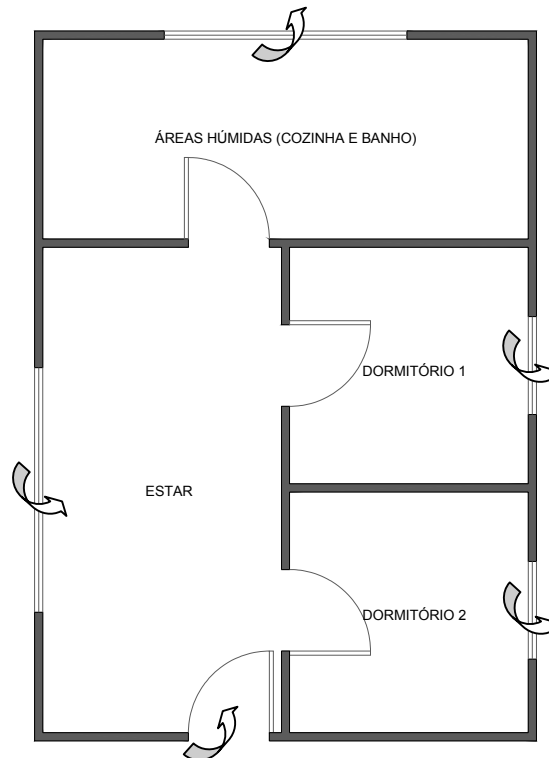 ÁREAS HÚMIDAS (COZINHA E BANHO)
DORMITÓRIO 1
ESTAR
DORMITÓRIO 2